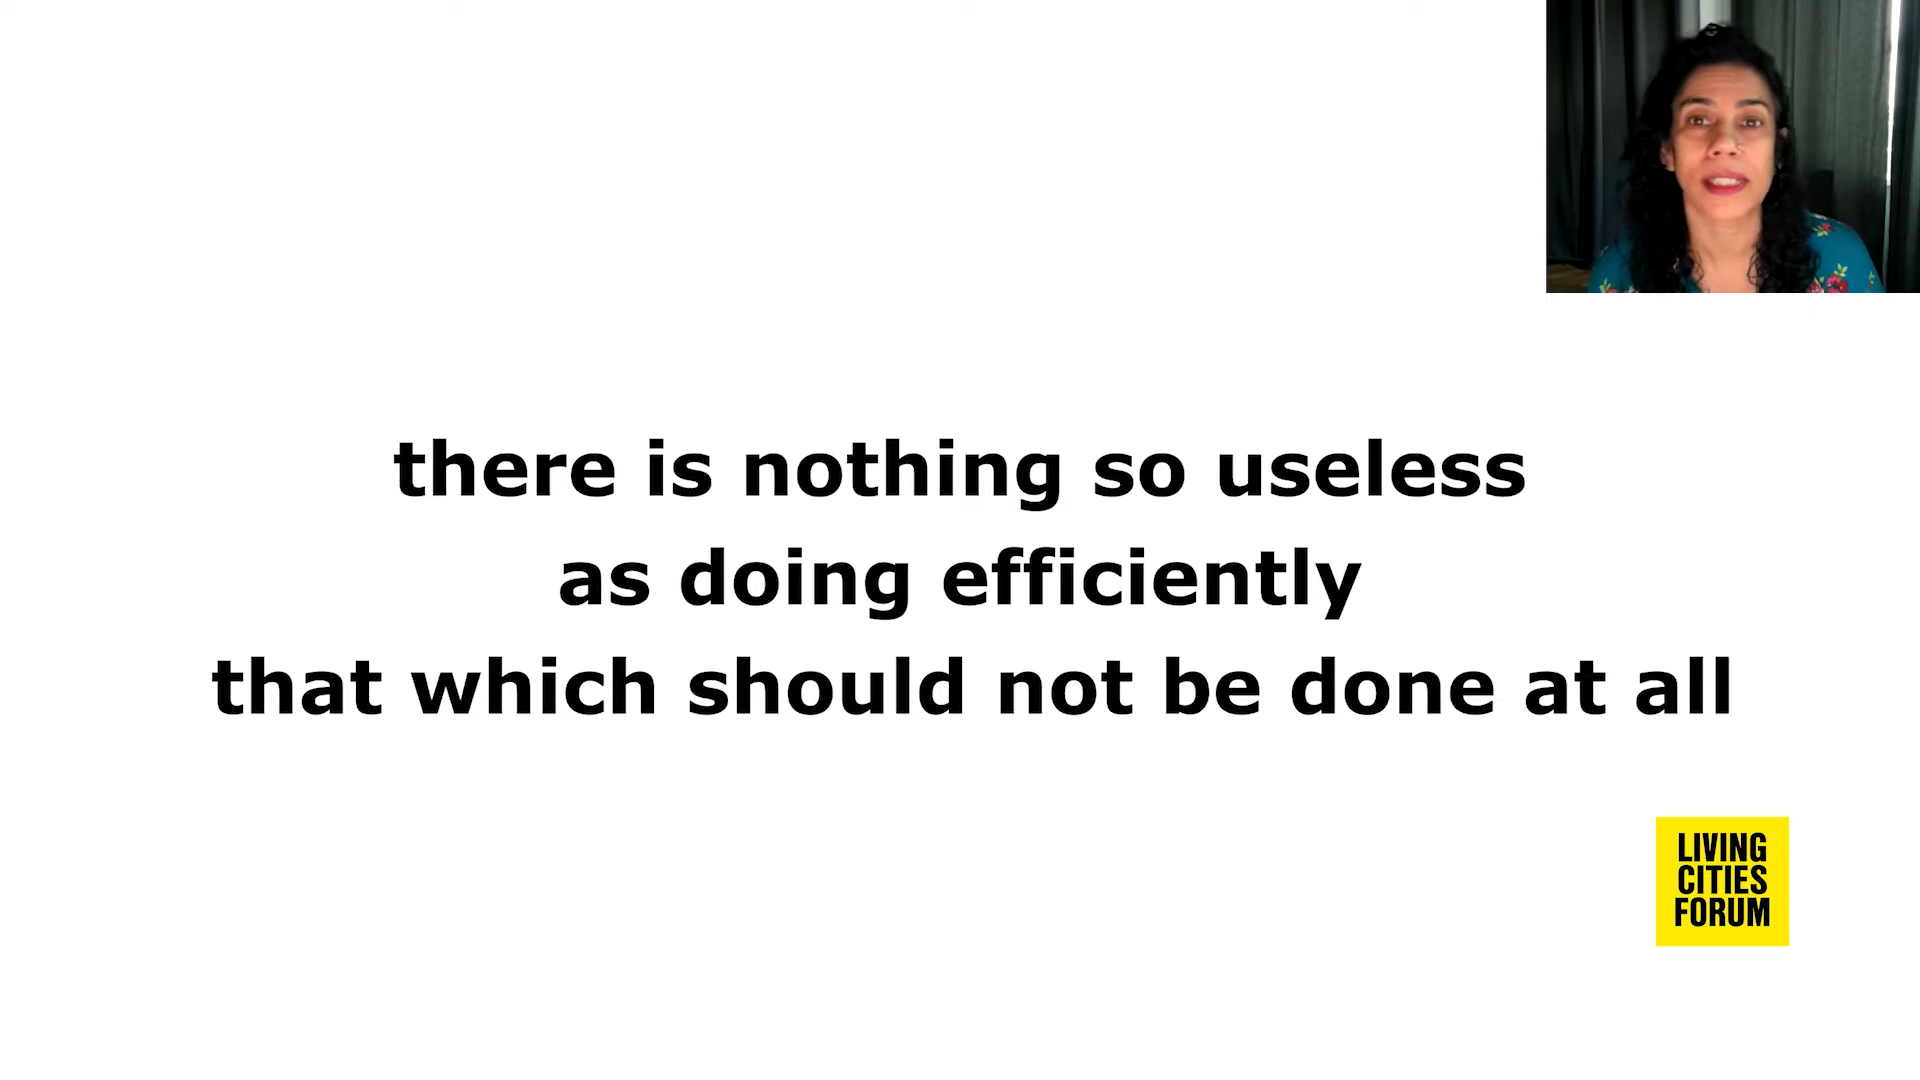 there is nothing so useless
as doing efficiently
that which should not be done at all
LIVING
CITIES
FORUM